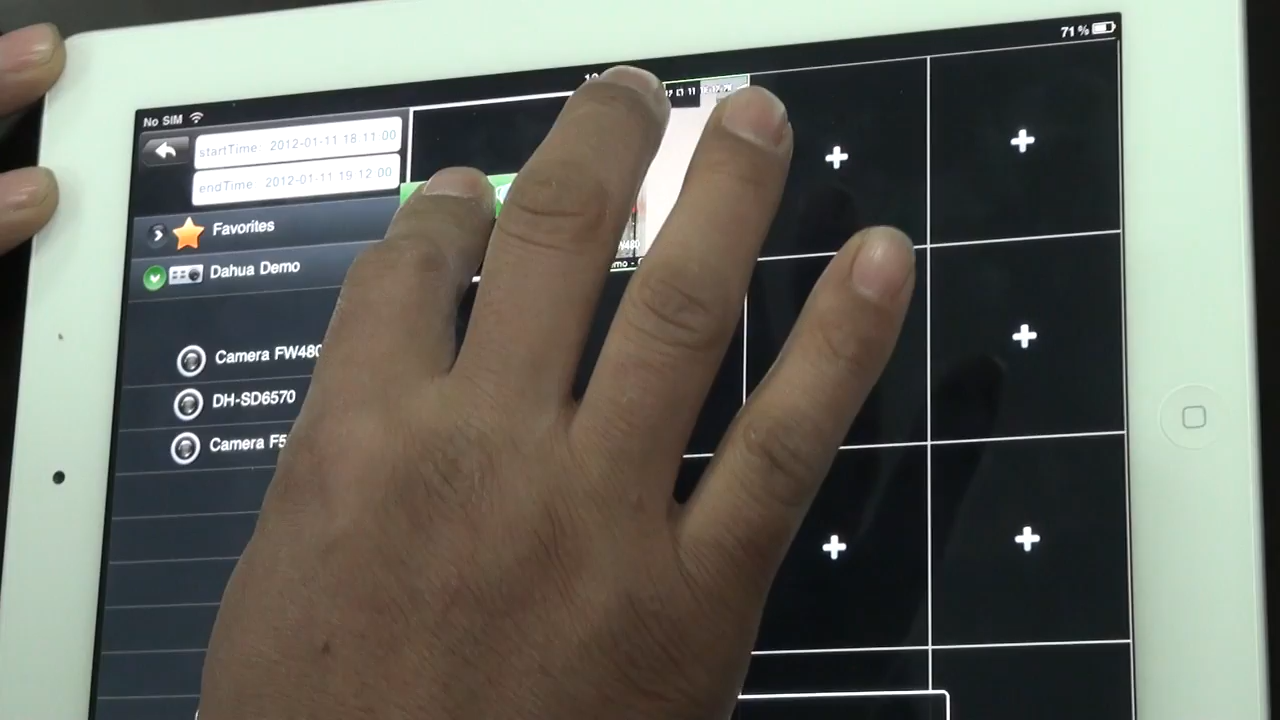 71%
No SIM
startTime: 2012-01-11 18 11 00
endTime: 2012-01-11 19 12 00
Favorites
Dahua Demo
Camera FW480
DH-SD6570
Camera F5